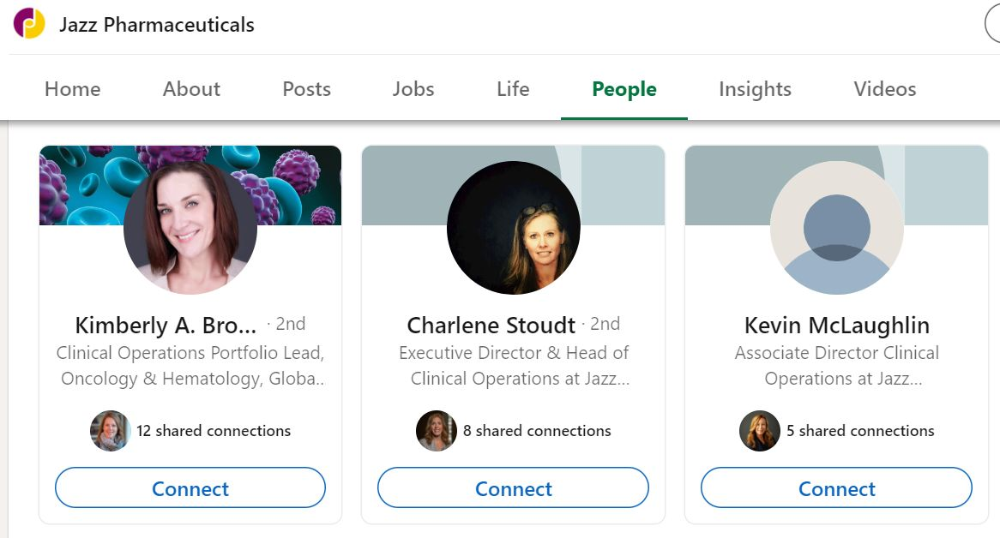 Jazz Pharmaceuticals
Home About Posts Jobs Life People Insights Videos
Kimberly A. Bro... · 2nd
Clinical Operations Portfolio Lead,
Oncology & Hematology, Globa..
12 shared connections
Connect
Charlene Stoudt · 2nd
Executive Director & Head of
Clinical Operations at Jazz...
8 shared connections
Connect
Kevin McLaughlin
Associate Director Clinical
Operations at Jazz...
5 shared connections
Connect